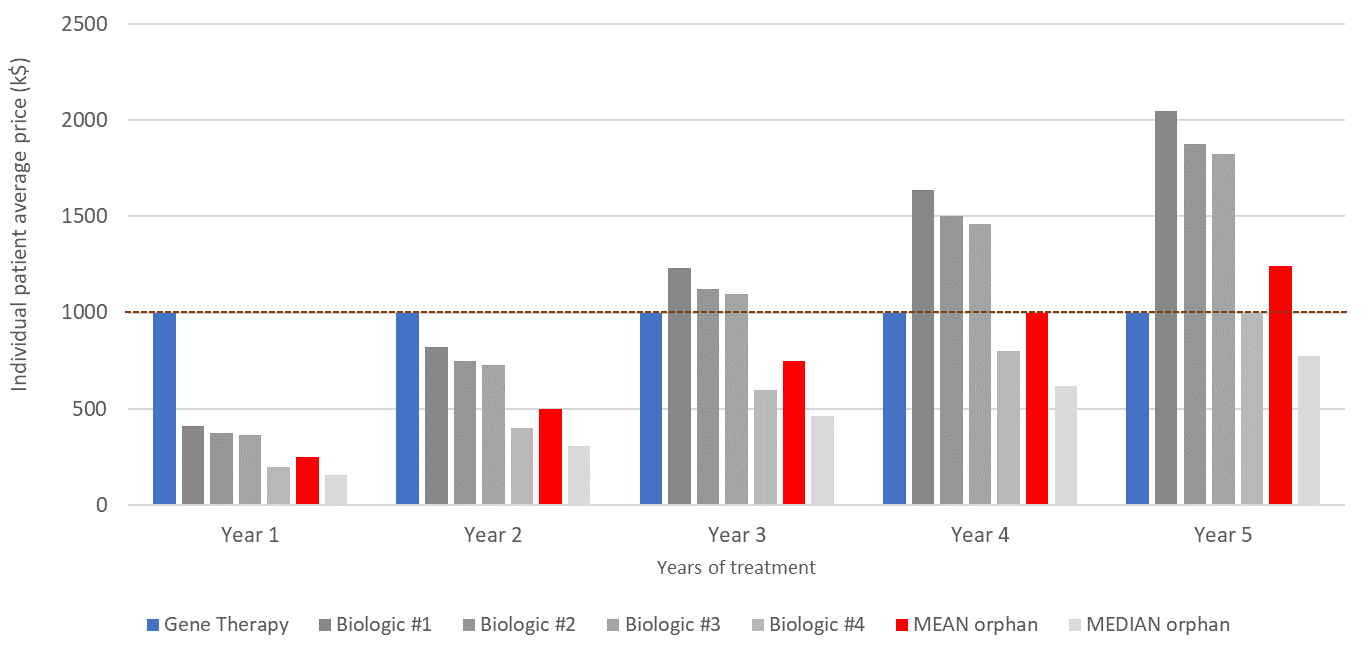 Individual patient average price (k$)
2500
2000
1500
1000
500
0
Year 1 Year 2 Year 3 Year 4 Year 5
Years of treatment
Gene Therapy Biologic #1 Biologic #2 Biologic #3 Biologic #4 MEAN orphan MEDIAN orphan